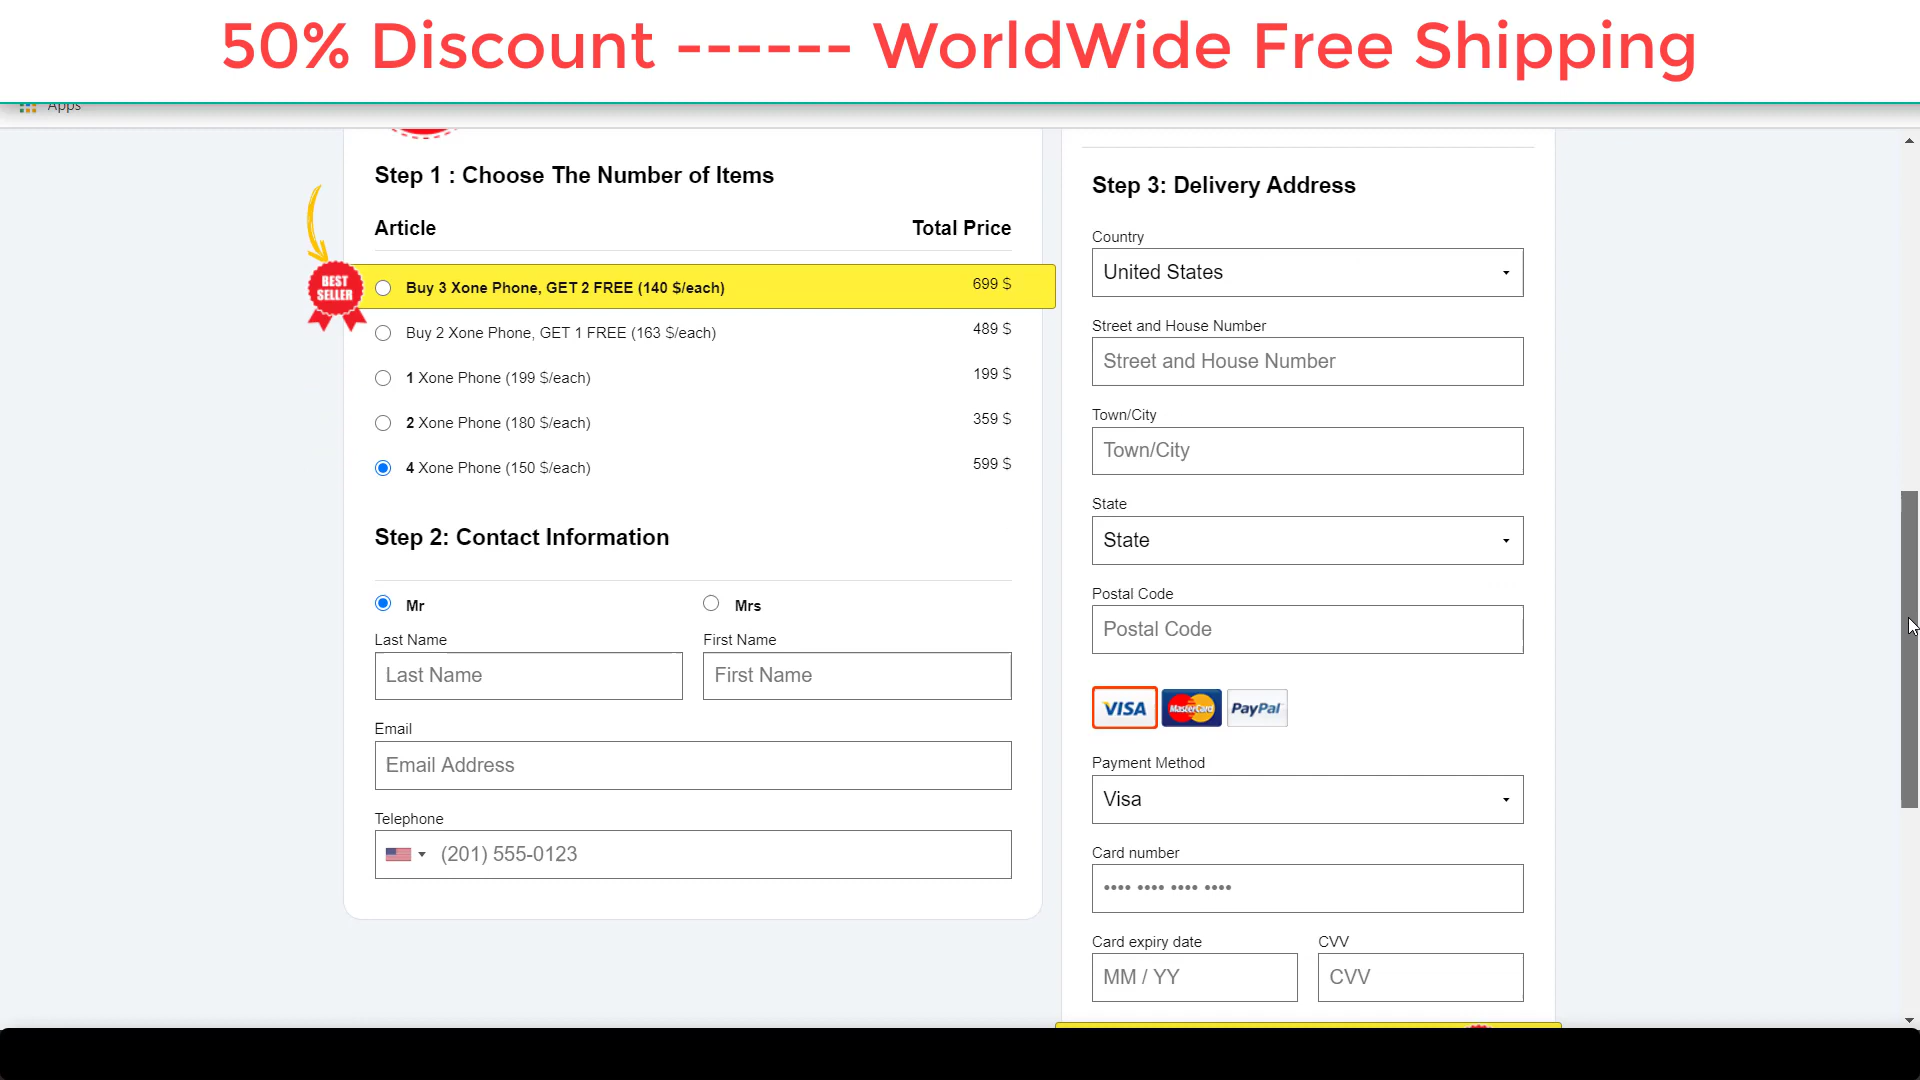 50% Discount ------ WorldWide Free Shipping
Apps
Step 1 : Choose The Number of Items
Article Total Price
BEST
SELLER
Buy 3 Xone Phone, GET 2 FREE (140 $/each) 699 $
Buy 2 Xone Phone, GET 1 FREE (163 $/each) 489 $
1 Xone Phone (199 $/each) 199 $
2 Xone Phone (180 $/each) 359 $
4 Xone Phone (150 $/each) 599 $
Step 2: Contact Information
Mr Mrs
Last Name First Name
Last Name First Name
Email
Email Address
Telephone
(201) 555-0123
Step 3: Delivery Address
Country
United States
Street and House Number
Street and House Number
Town/City
Town/City
State
State
Postal Code
Postal Code
VISA MasterCard PayPal
Payment Method
Visa
Card number
•••• •••• •••• ••••
Card expiry date CVV
MM / YY CVV